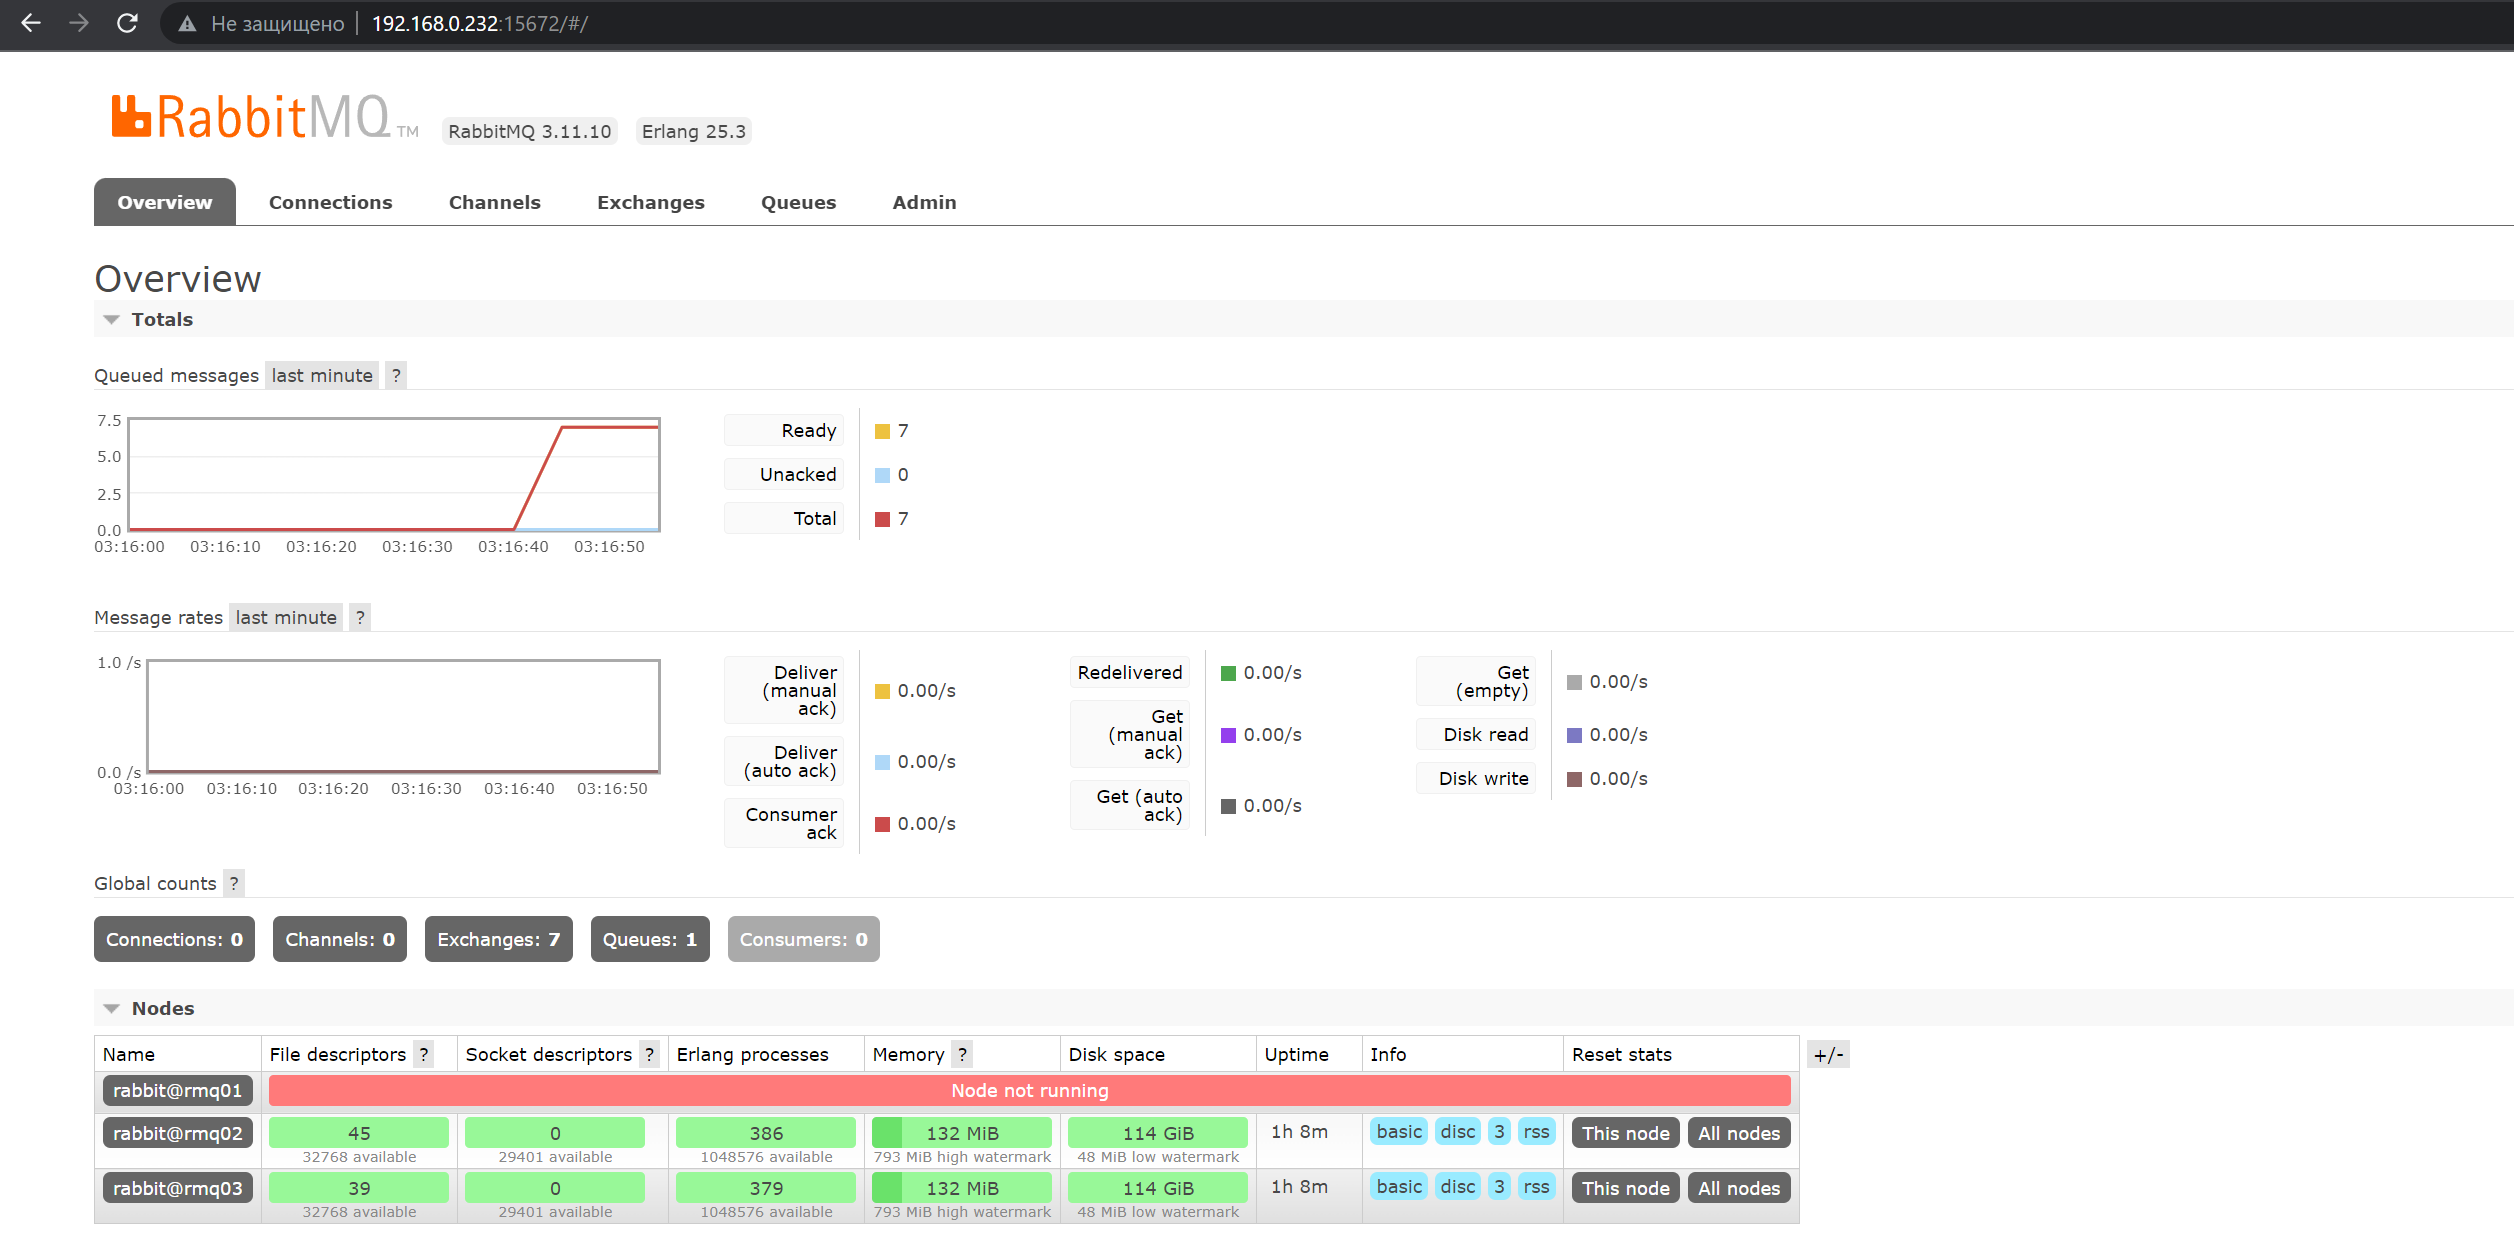 Не защищено 192.168.0.232:15672/#/
RabbitMQ TM RabbitMQ 3.11.10 Erlang 25.3
Overview Connections Channels Exchanges Queues Admin
Overview
Totals
Queued messages last minute ?
7.5
5.0
2.5
0.0
03:16:00 03:16:10 03:16:20 03:16:30 03:16:40 03:16:50
Ready 7
Unacked 0
Total 7
Message rates last minute ?
1.0 /s
0.0 /s
03:16:00 03:16:10 03:16:20 03:16:30 03:16:40 03:16:50
Deliver
(manual
ack) 0.00/s
Deliver
(auto ack) 0.00/s
Consumer
ack 0.00/s
Redelivered 0.00/s
Get
(manual
ack) 0.00/s
Get (auto
ack) 0.00/s
Get
(empty) 0.00/s
Disk read 0.00/s
Disk write 0.00/s
Global counts ?
Connections: 0 Channels: 0 Exchanges: 7 Queues: 1 Consumers: 0
Nodes
Name File descriptors ? Socket descriptors ? Erlang processes Memory ? Disk space Uptime Info Reset stats +/-
rabbit@rmq01 Node not running
rabbit@rmq02 45 0 386 132 MiB 114 GiB 1h 8m basic disc 3 rss This node All nodes
32768 available 29401 available 1048576 available 793 MiB high watermark 48 MiB low watermark
rabbit@rmq03 39 0 379 132 MiB 114 GiB 1h 8m basic disc 3 rss This node All nodes
32768 available 29401 available 1048576 available 793 MiB high watermark 48 MiB low watermark